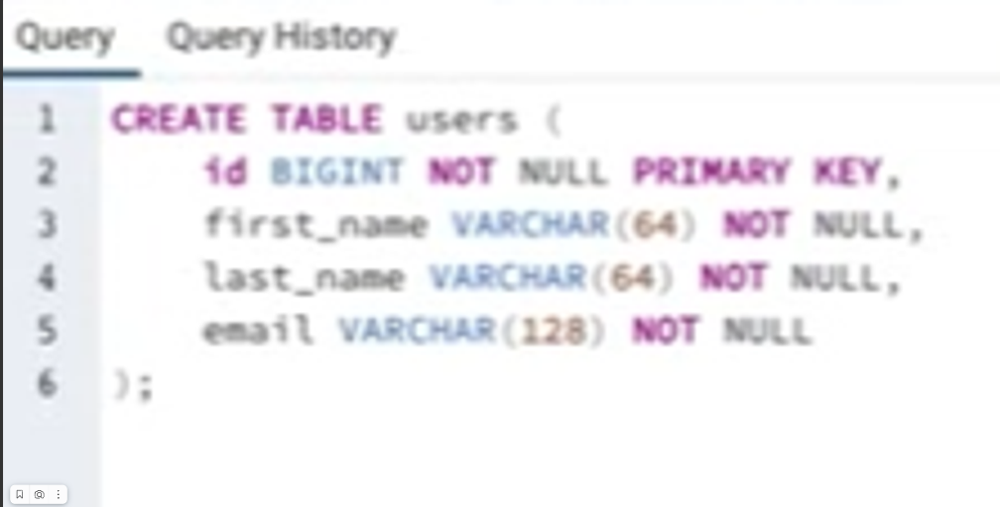 Query Query History
1 CREATE TABLE users (
2 id BIGINT NOT NULL PRIMARY KEY,
3 first_name VARCHAR(64) NOT NULL,
4 last_name VARCHAR(64) NOT NULL,
5 email VARCHAR(128) NOT NULL
6 );